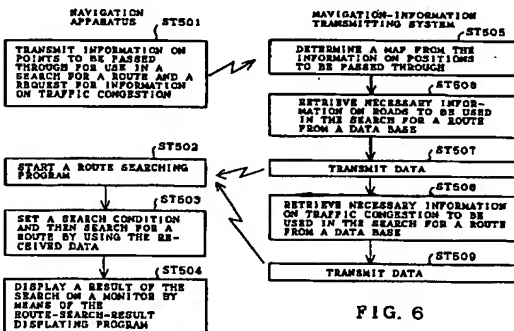 NAVIGATION
APPARATUS
ST501
TRANSMIT INFORMATION ON
POINTS TO BE PASSED
THROUGH FOR USE IN A
SEARCH FOR A ROUTE AND A
REQUEST FOR INFORMATION
ON TRAFFIC CONGESTION
ST502
START A ROUTE SEARCHING
PROGRAM
ST503
SET A SEARCH CONDITION
AND THEN SEARCH FOR A
ROUTE BY USING THE RE-
CEIVED DATA
ST504
DISPLAY A RESULT OF THE
SEARCH ON A MONITOR BY
MEANS OF THE
ROUTE-SEARCH-RESULT
DISPLAYING PROGRAM
NAVIGATION-INFORMATION
TRANSMITTING SYSTEM
ST505
DETERMINE A MAP FROM THE
INFORMATION ON POSITIONS
TO BE PASSED THROUGH
ST506
RETRIEVE NECESSARY INFOR-
MATION ON ROADS TO BE USED
IN THE SEARCH FOR A ROUTE
FROM A DATA BASE
ST507
TRANSMIT DATA
ST508
RETRIEVE NECESSARY INFORMATION
ON TRAFFIC CONGESTION TO BE
USED IN THE SEARCH FOR A ROUTE
FROM A DATA BASE
ST509
TRANSMIT DATA
FIG. 6